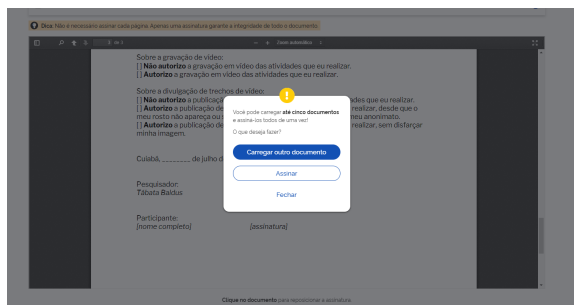 Dica: Não é necessário assinar cada página. Apenas uma assinatura garante a integridade de todo o documento.
Zoom automático
Sobre a gravação de vídeo:
[ ] Não autorizo a gravação em vídeo das atividades que eu realizar.
[ ] Autorizo a gravação em vídeo das atividades que eu realizar.
Sobre a divulgação de trechos de vídeo:
[ ] Não autorizo a publicaç dades que eu realizar.
[ ] Autorizo a publicação de realizar, desde que o
meu rosto não apareça ou meu anonimato.
[ ] Autorizo a publicação de realizar, sem disfarçar
minha imagem.
Você pode carregar até cinco documentos
e assiná-los todos de uma vez!
O que deseja fazer?
Carregar outro documento
Assinar
Fechar
Cuiabá, ________ de julho d
Pesquisador:
Tábata Baldus
Participante:
[nome completo] [assinatura]
Clique no documento para reposicionar a assinatura